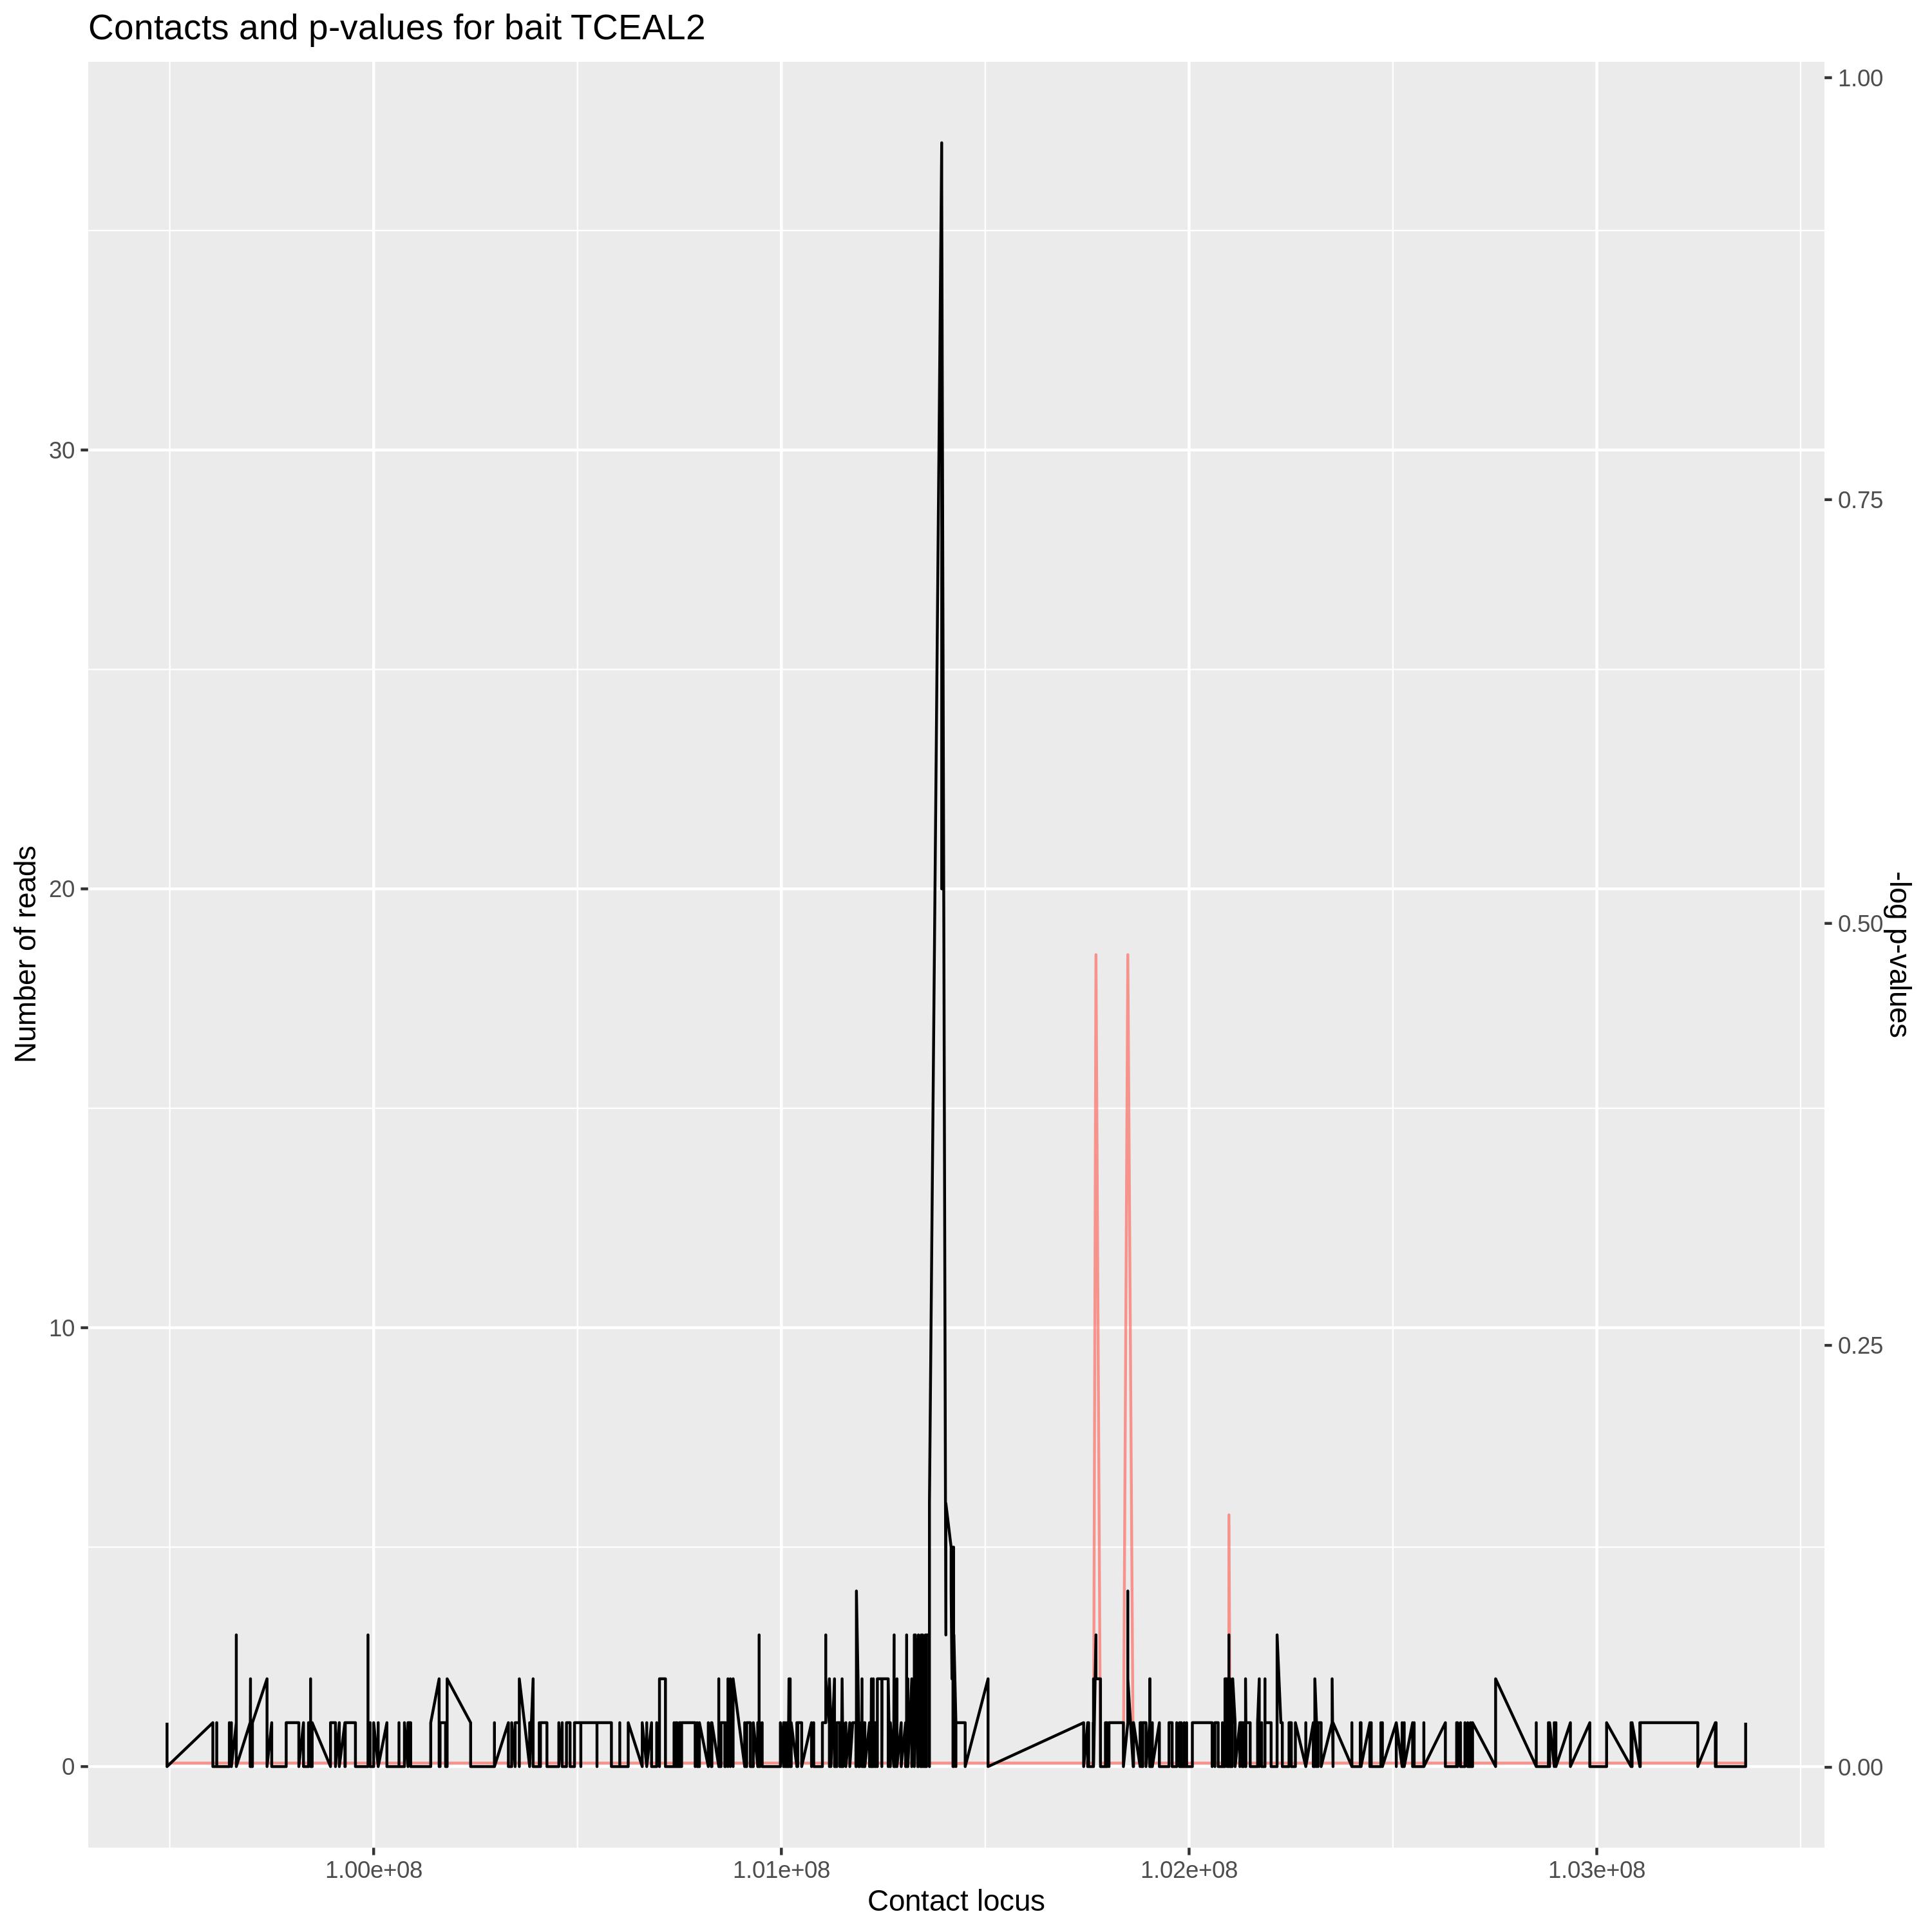 Contacts and p-values for bait TCEAL2
Number of reads
30
20
10
0
1.00
0.75
0.50
0.25
0.00
-log p-values
1.00e+08
1.01e+08
1.02e+08
1.03e+08
Contact locus